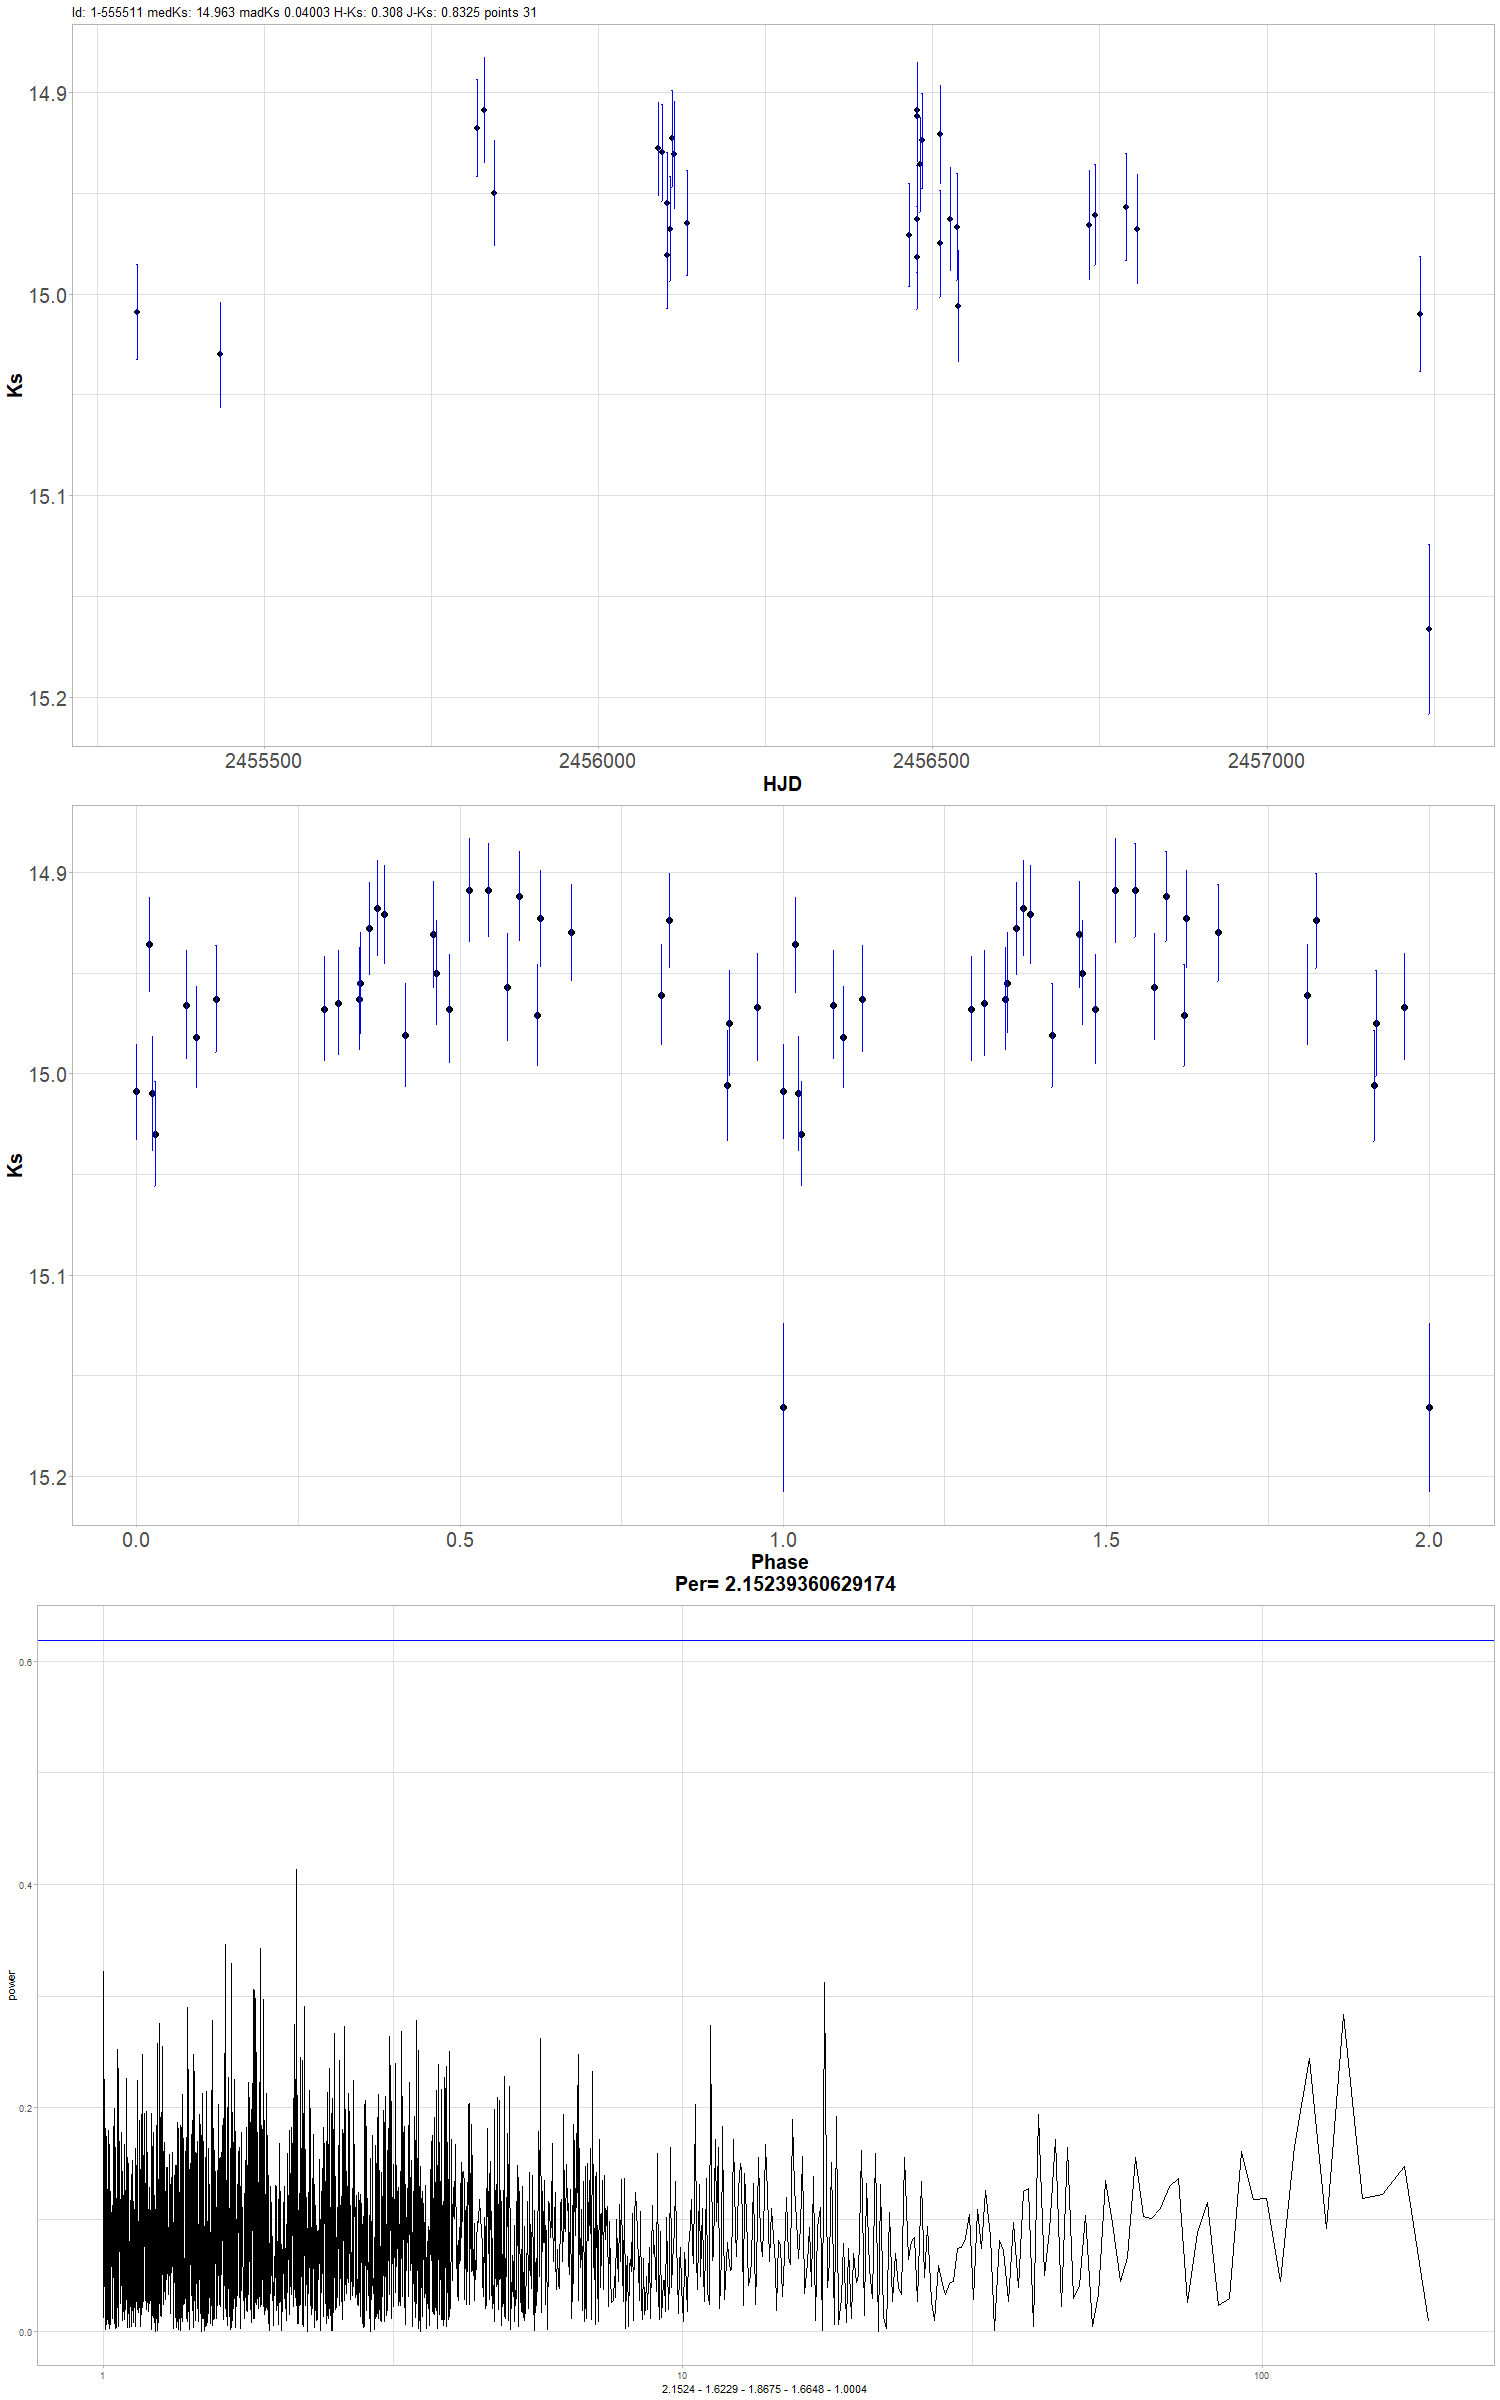 Id: 1-555511 medKs: 14.963 madKs 0.04003 H-Ks: 0.308 J-Ks: 0.8325 points 31
14.9
15.0
15.1
15.2
Ks
2455500 2456000 2456500 2457000
HJD
14.9
15.0
15.1
15.2
Ks
0.0 0.5 1.0 1.5 2.0
Phase
Per= 2.15239360629174
0.6
0.4
0.2
0.0
power
1 10 100
2.1524 - 1.6229 - 1.8675 - 1.6648 - 1.0004